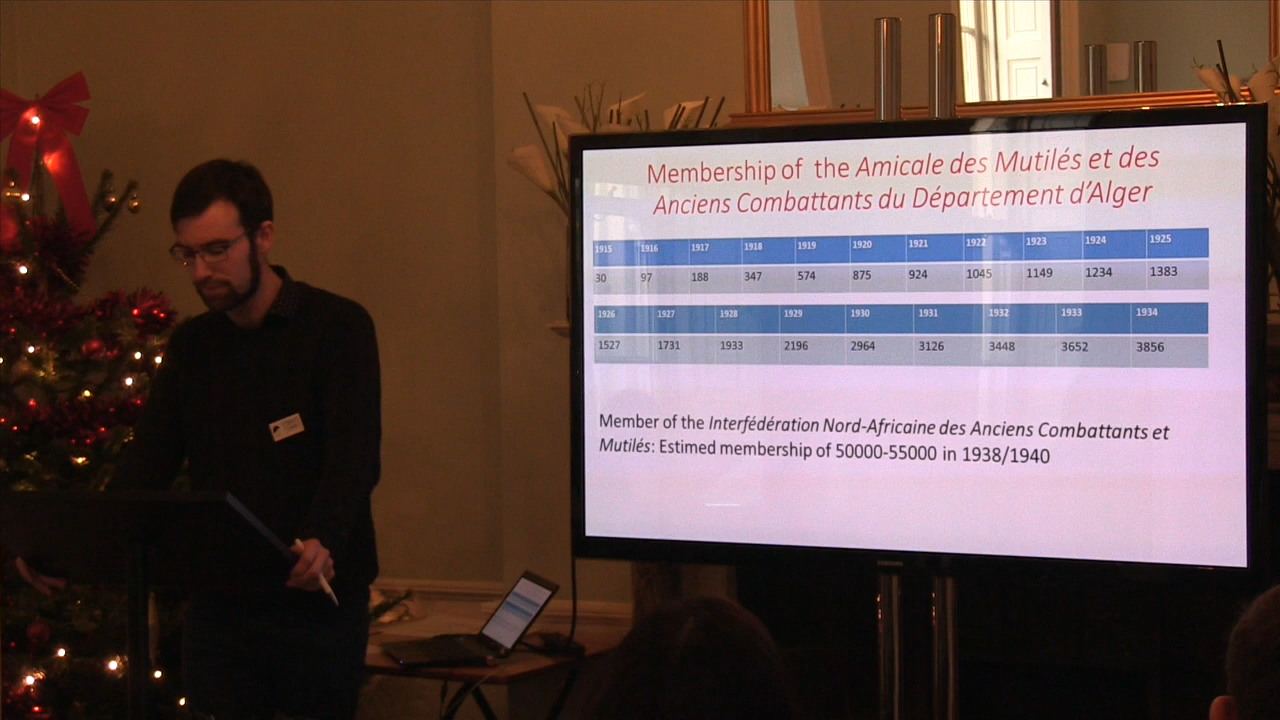 Membership of the Amicale des Mutilés et des
Anciens Combattants du Département d'Alger
1915 1916 1917 1918 1919 1920 1921 1922 1923 1924 1925
30 97 188 347 574 875 924 1045 1149 1234 1383
1926 1927 1928 1929 1930 1931 1932 1933 1934
1527 1731 1933 2196 2964 3126 3448 3652 3856
Member of the Interfédération Nord-Africaine des Anciens Combattants et
Mutilés: Estimed membership of 50000-55000 in 1938/1940